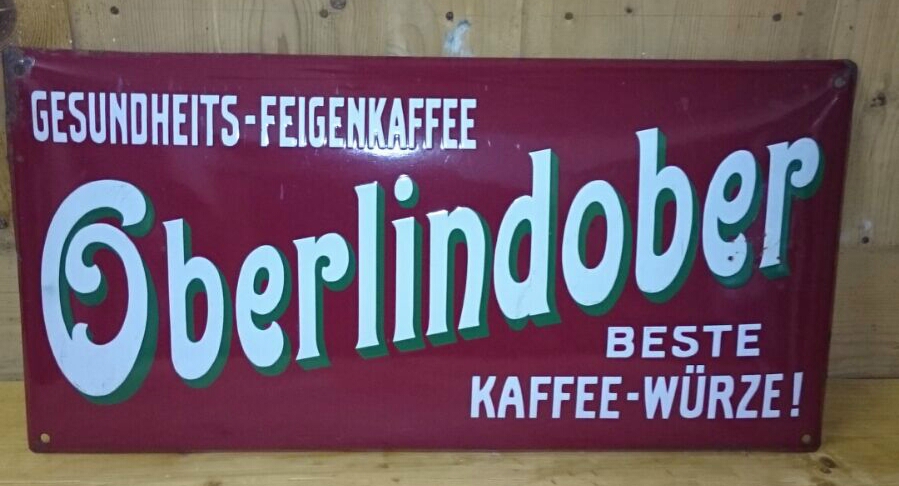 GESUNDHEITS-FEIGENKAFFEE
Oberlindober
BESTE
KAFFEE-WÜRZE!